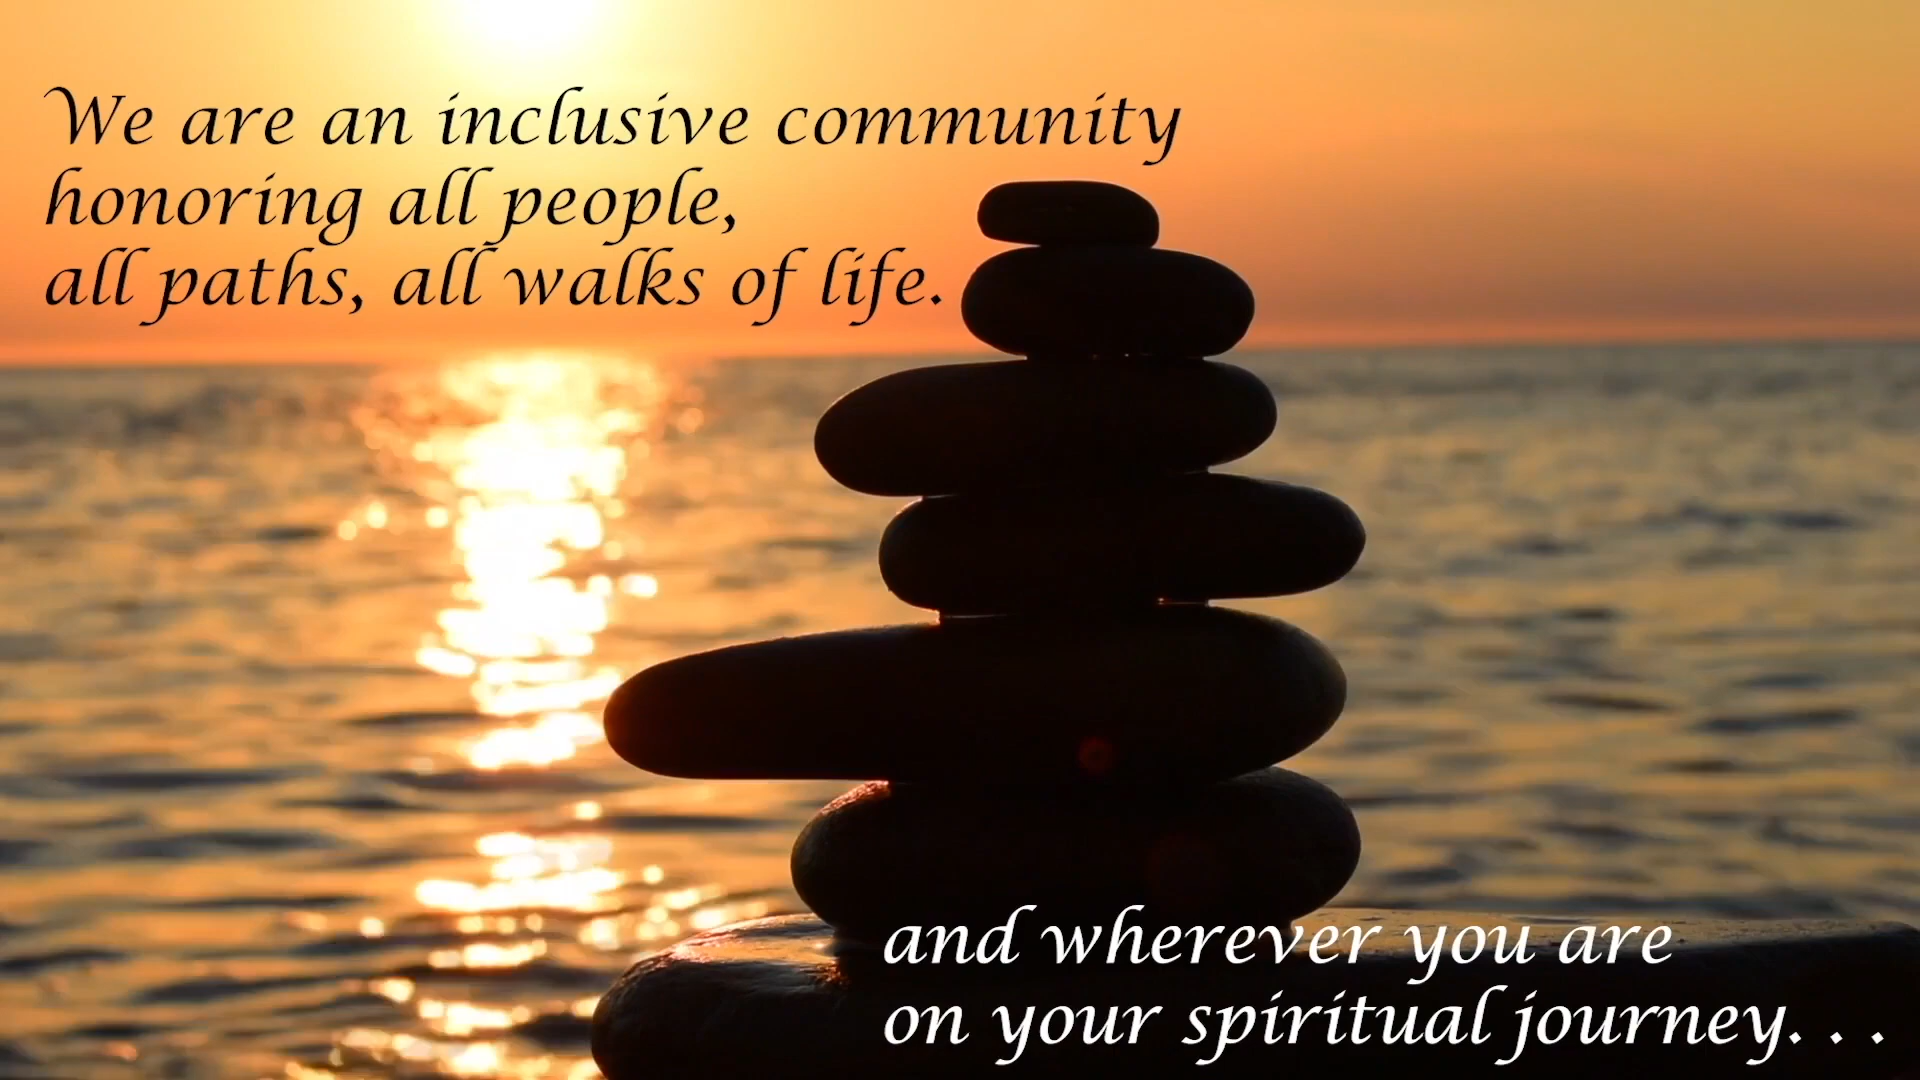 We are an inclusive community
honoring all people,
all paths, all walks of life.
and wherever you are
on your spiritual journey. . .